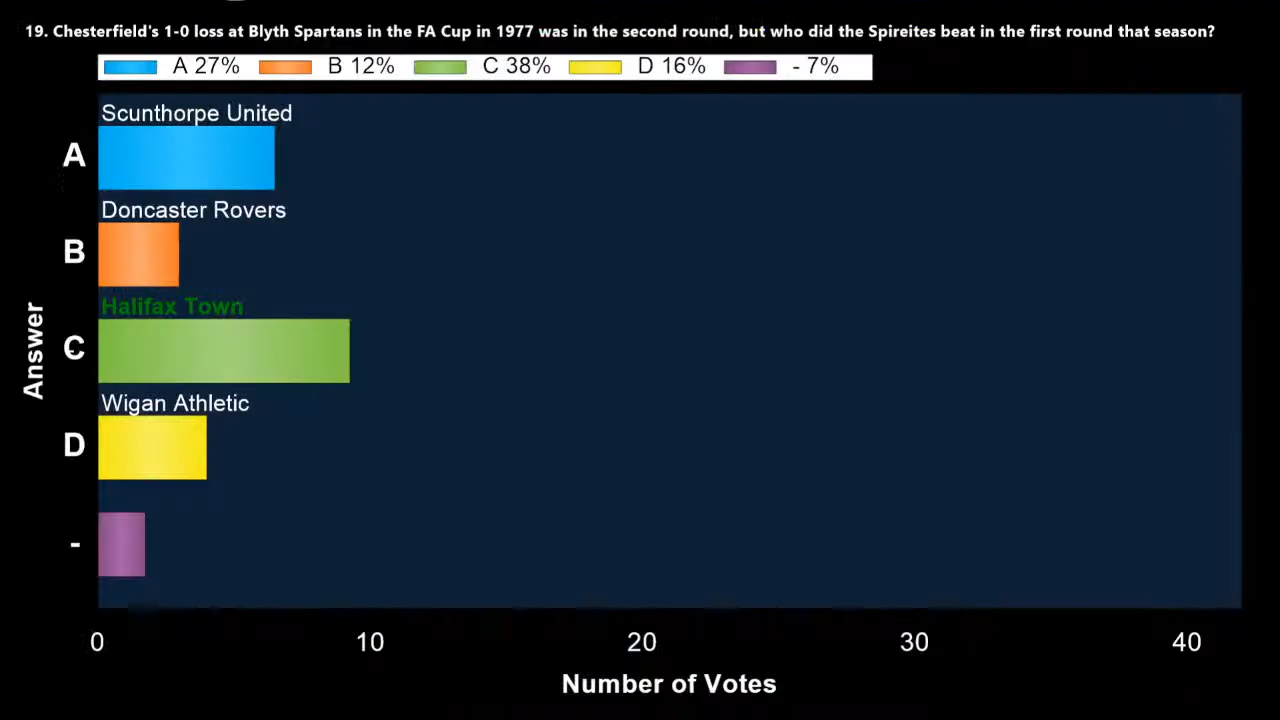 19. Chesterfield's 1-0 loss at Blyth Spartans in the FA Cup in 1977 was in the second round, but who did the Spireites beat in the first round that season?
A 27% B 12% C 38% D 16% - 7%
Scunthorpe United
A
Doncaster Rovers
B
Halifax Town
C
Wigan Athletic
D
-
Answer
0 10 20 30 40
Number of Votes